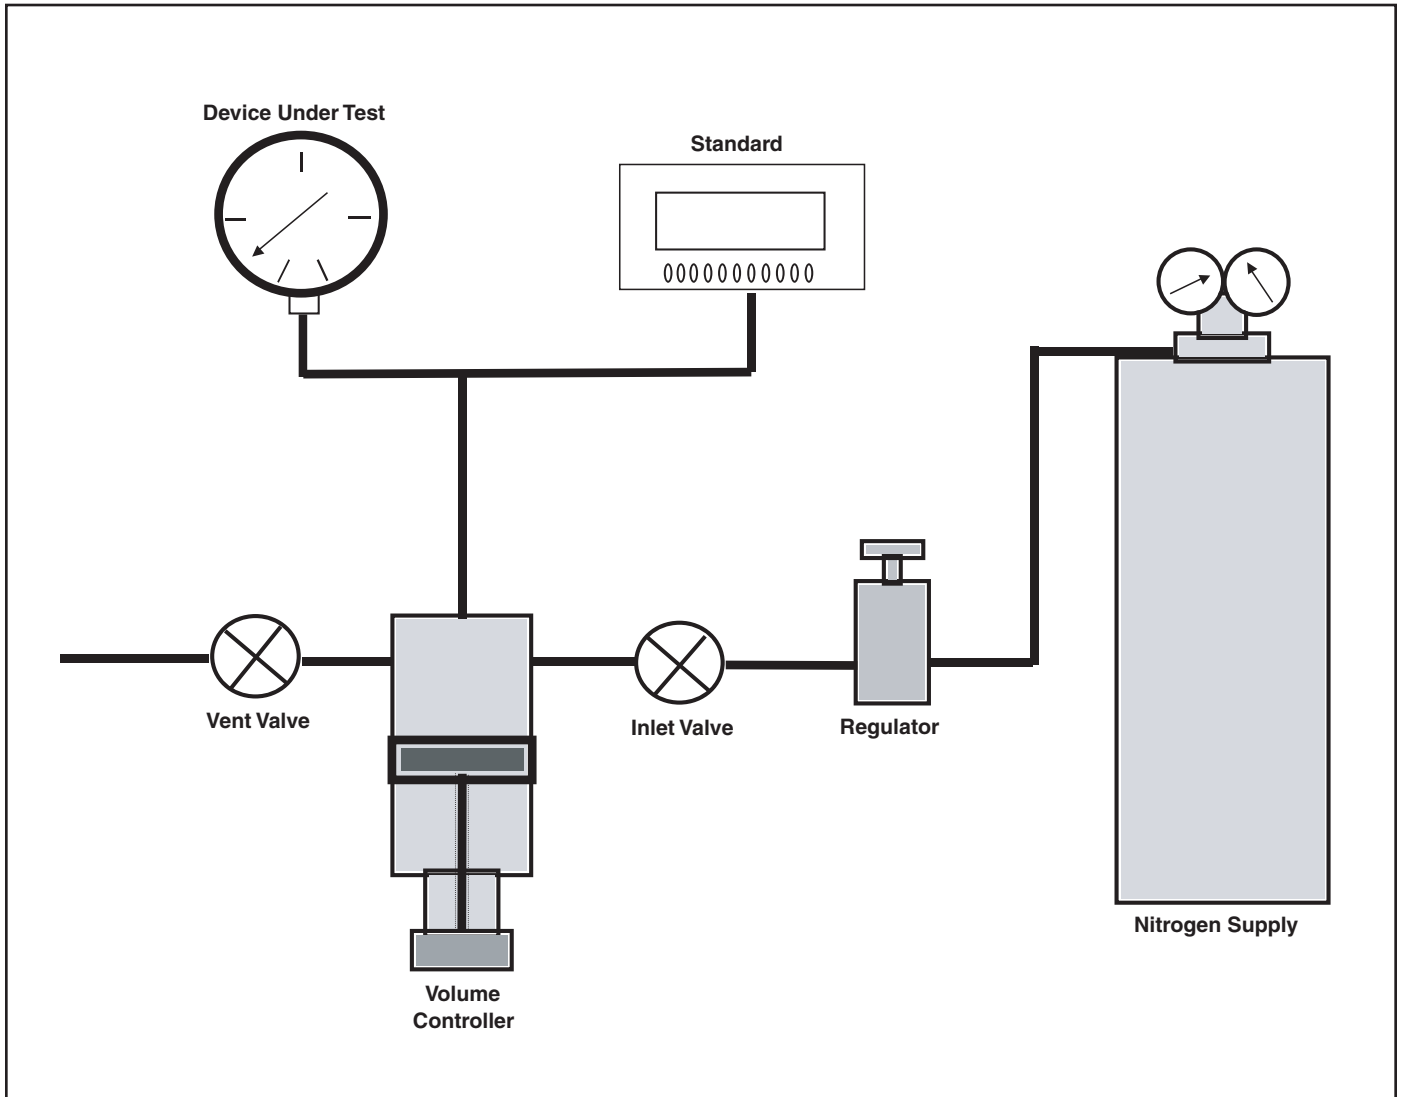 Device Under Test
Standard
Vent Valve
Inlet Valve
Regulator
Nitrogen Supply
Volume
Controller